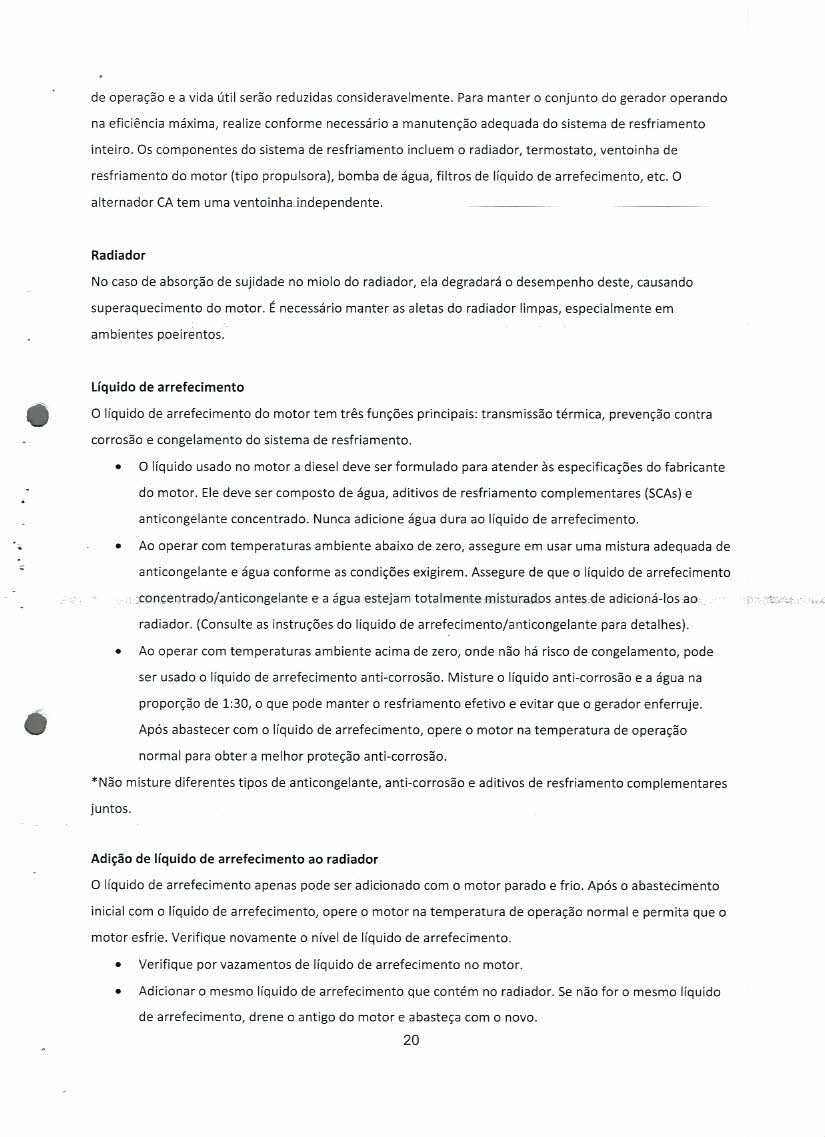 de operação e a vida útil serão reduzidas consideravelmente. Para manter o conjunto do gerador operando
na eficiência máxima, realize conforme necessário a manutenção adequada do sistema de resfriamento
inteiro. Os componentes do sistema de resfriamento incluem o radiador, termostato, ventoinha de
resfriamento do motor (tipo propulsora), bomba de água, filtros de líquido de arrefecimento, etc. O
alternador CA tem uma ventoinha independente.
Radiador
No caso de absorção de sujidade no miolo do radiador, ela degradará o desempenho deste, causando
superaquecimento do motor. É necessário manter as aletas do radiador limpas, especialmente em
ambientes poeirentos.
Líquido de arrefecimento
O líquido de arrefecimento do motor tem três funções principais: transmissão térmica, prevenção contra
corrosão e congelamento do sistema de resfriamento.
• O líquido usado no motor a diesel deve ser formulado para atender às especificações do fabricante
do motor. Ele deve ser composto de água, aditivos de resfriamento complementares (SCAs) e
anticongelante concentrado. Nunca adicione água dura ao líquido de arrefecimento.
• Ao operar com temperaturas ambiente abaixo de zero, assegure em usar uma mistura adequada de
anticongelante e água conforme as condições exigirem. Assegure de que o líquido de arrefecimento
concentrado/anticongelante e a água estejam totalmente misturados antes de adicioná-los ao
radiador. (Consulte as instruções do líquido de arrefecimento/anticongelante para detalhes).
• Ao operar com temperaturas ambiente acima de zero, onde não há risco de congelamento, pode
ser usado o líquido de arrefecimento anti-corrosão. Misture o líquido anti-corrosão e a água na
proporção de 1:30, o que pode manter o resfriamento efetivo e evitar que o gerador enferruje.
Após abastecer com o líquido de arrefecimento, opere o motor na temperatura de operação
normal para obter a melhor proteção anti-corrosão.
*Não misture diferentes tipos de anticongelante, anti-corrosão e aditivos de resfriamento complementares
juntos.
Adição de líquido de arrefecimento ao radiador
O líquido de arrefecimento apenas pode ser adicionado com o motor parado e frio. Após o abastecimento
inicial com o líquido de arrefecimento, opere o motor na temperatura de operação normal e permita que o
motor esfrie. Verifique novamente o nível de líquido de arrefecimento.
• Verifique por vazamentos de líquido de arrefecimento no motor.
• Adicionar o mesmo líquido de arrefecimento que contém no radiador. Se não for o mesmo líquido
de arrefecimento, drene o antigo do motor e abasteça com o novo.
20